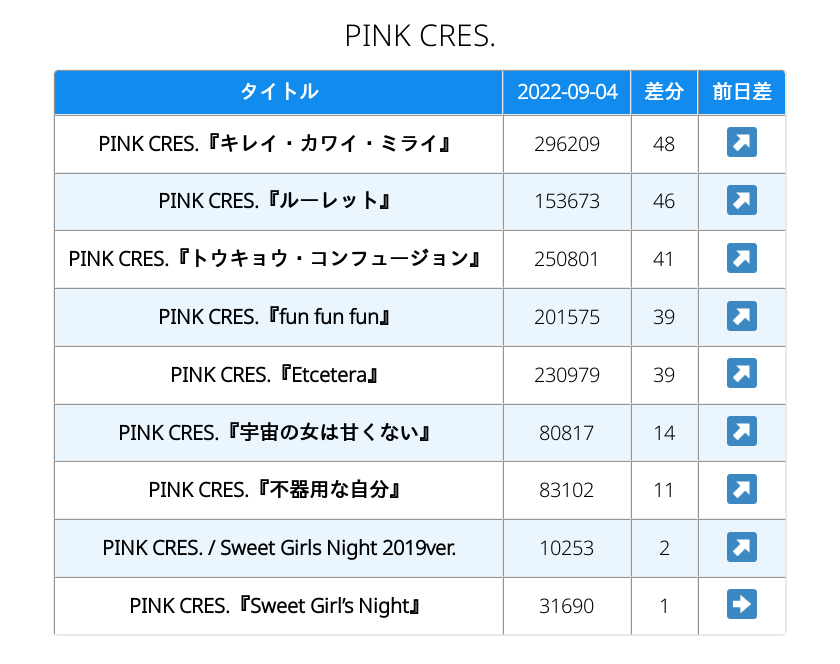 PINK CRES.
タイトル 2022-09-04 差分 前日差
PINK CRES.『キレイ・カワイ・ミライ』 296209 48
PINK CRES.『ルーレット』 153673 46
PINK CRES.『トウキョウ・コンフュージョン』 250801 41
PINK CRES.『fun fun fun』 201575 39
PINK CRES.『Etcetera』 230979 39
PINK CRES.『宇宙の女は甘くない』 80817 14
PINK CRES.『不器用な自分』 83102 11
PINK CRES. / Sweet Girls Night 2019ver. 10253 2
PINK CRES.『Sweet Girl’s Night』 31690 1